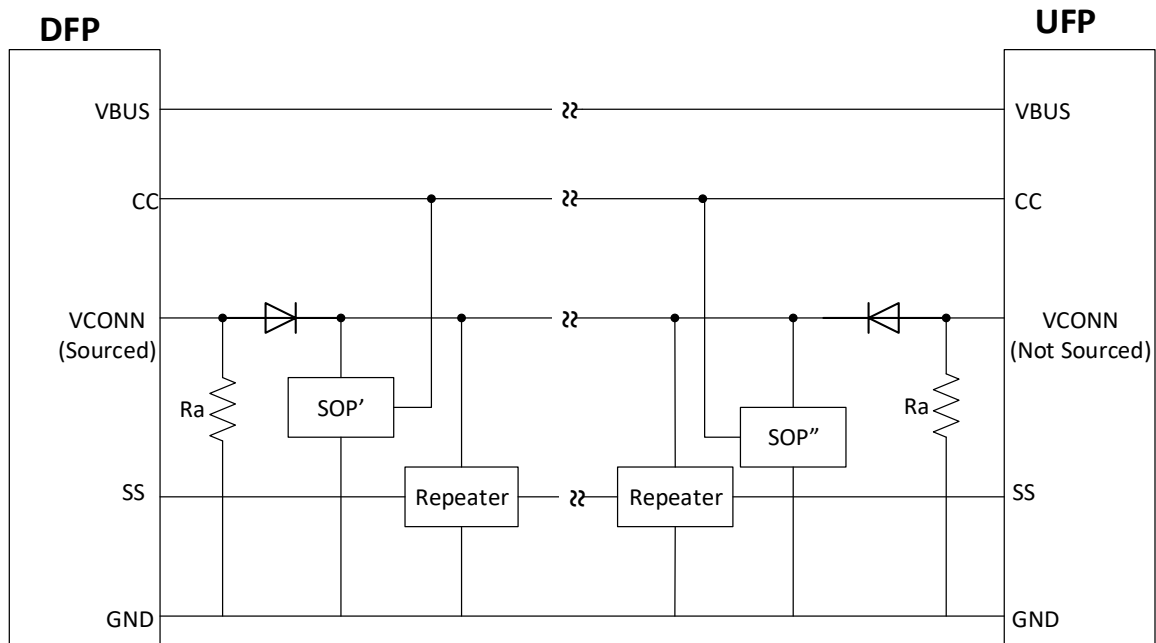 DFP
UFP
VBUS
VBUS
CC
CC
VCONN
(Sourced)
VCONN
(Not Sourced)
Ra
SOP’
SOP”
Ra
SS
Repeater
Repeater
SS
GND
GND